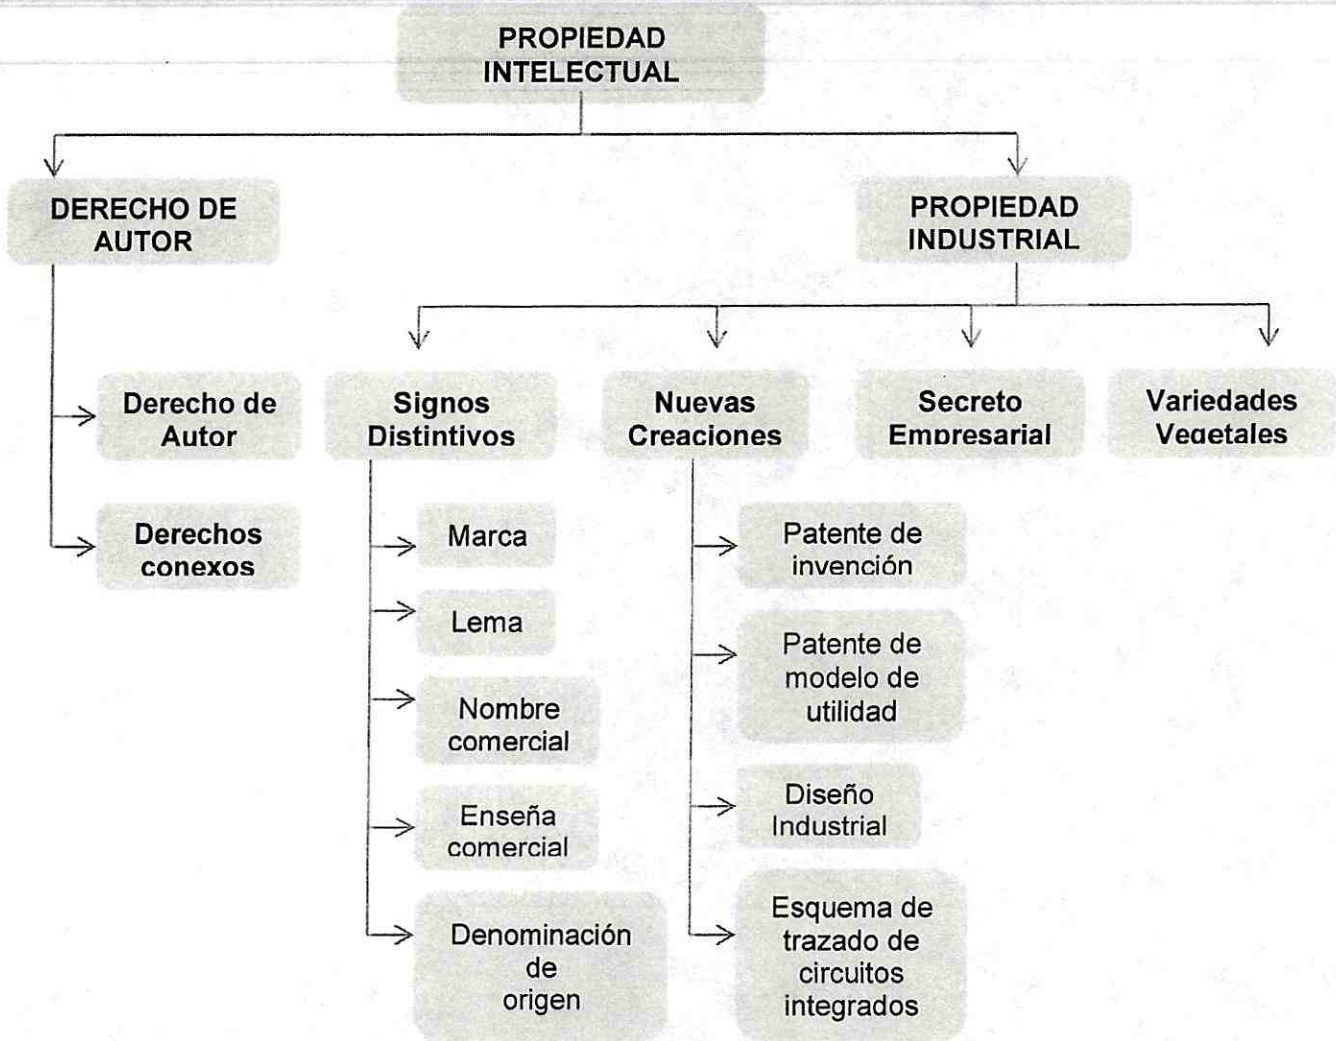 PROPIEDAD
INTELECTUAL
DERECHO DE
AUTOR
PROPIEDAD
INDUSTRIAL
Derecho de
Autor
Derechos
conexos
Signos
Distintivos
Marca
Lema
Nombre
comercial
Enseña
comercial
Denominación
de
origen
Nuevas
Creaciones
Patente de
invención
Patente de
modelo de
utilidad
Diseño
Industrial
Esquema de
trazado de
circuitos
integrados
Secreto
Empresarial
Variedades
Vegetales